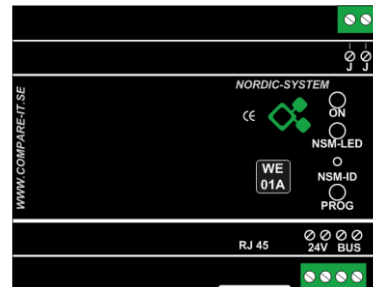 J J
NORDIC-SYSTEM
CE
ON
NSM-LED
WE
01A
NSM-ID
PROG
WWW.COMPARE-IT.SE
RJ 45
24V BUS